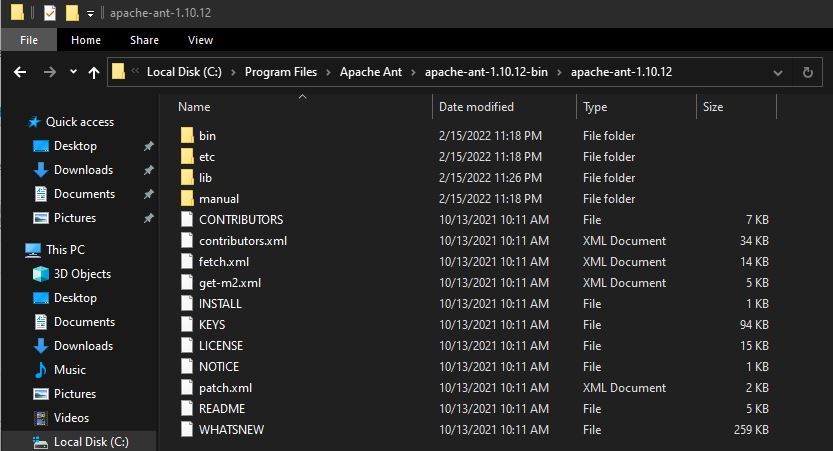 apache-ant-1.10.12
File Home Share View
Local Disk (C:) Program Files Apache Ant apache-ant-1.10.12-bin apache-ant-1.10.12
Name Date modified Type Size
Quick access
Desktop
Downloads
Documents
Pictures
This PC
3D Objects
Desktop
Documents
Downloads
Music
Pictures
Videos
Local Disk (C:)
bin 2/15/2022 11:18 PM File folder
etc 2/15/2022 11:18 PM File folder
lib 2/15/2022 11:26 PM File folder
manual 2/15/2022 11:18 PM File folder
CONTRIBUTORS 10/13/2021 10:11 AM File 7 KB
contributors.xml 10/13/2021 10:11 AM XML Document 34 KB
fetch.xml 10/13/2021 10:11 AM XML Document 14 KB
get-m2.xml 10/13/2021 10:11 AM XML Document 5 KB
INSTALL 10/13/2021 10:11 AM File 1 KB
KEYS 10/13/2021 10:11 AM File 94 KB
LICENSE 10/13/2021 10:11 AM File 15 KB
NOTICE 10/13/2021 10:11 AM File 1 KB
patch.xml 10/13/2021 10:11 AM XML Document 2 KB
README 10/13/2021 10:11 AM File 5 KB
WHATSNEW 10/13/2021 10:11 AM File 259 KB